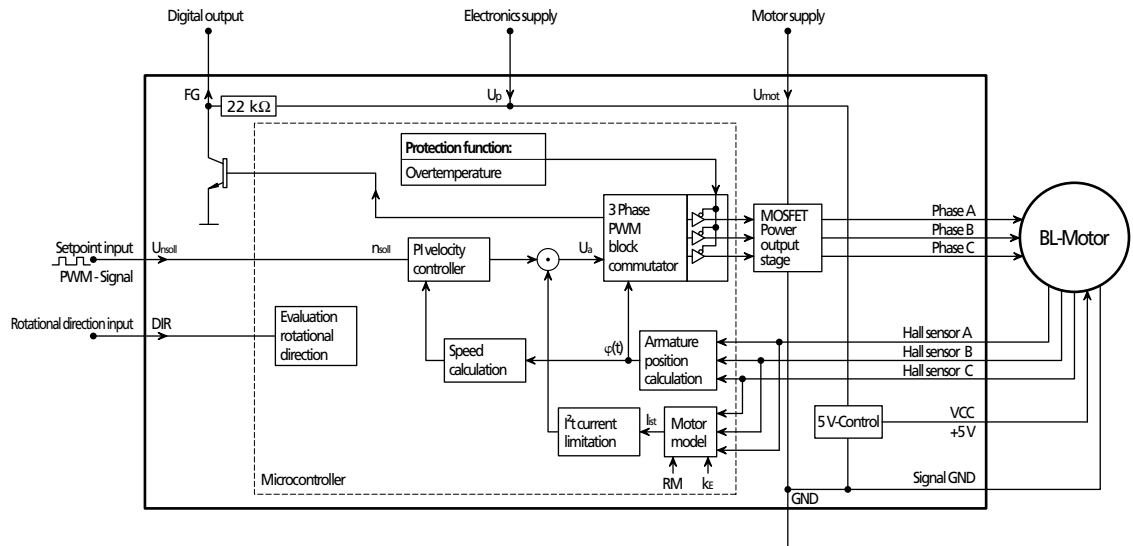 Digital output
Electronics supply
Motor supply
FG
22 kΩ
Up
Umot
Protection function:
Overtemperature
3 Phase
PWM
block
commutator
MOSFET
Power
output
stage
Phase A
Phase B
Phase C
BL-Motor
Setpoint input
PWM - Signal
Unsoll
nsoll
PI velocity
controller
Ua
Rotational direction input
DIR
Evaluation
rotational
direction
Speed
calculation
φ(t)
Armature
position
calculation
Hall sensor A
Hall sensor B
Hall sensor C
I²t current
limitation
Iist
Motor
model
RM
kE
5 V-Control
VCC
+5 V
Microcontroller
Signal GND
GND